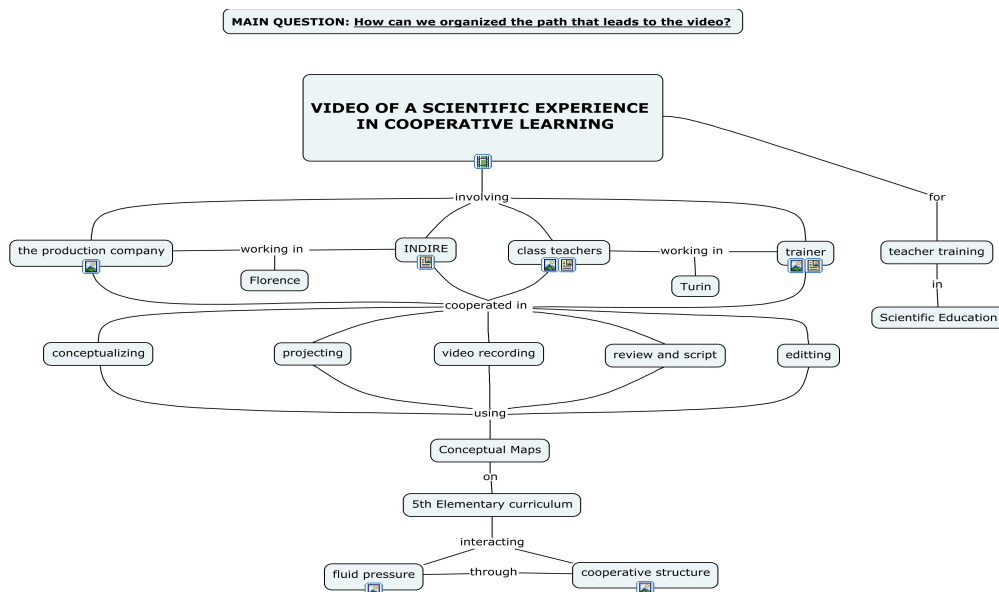 MAIN QUESTION: How can we organized the path that leads to the video?
VIDEO OF A SCIENTIFIC EXPERIENCE
IN COOPERATIVE LEARNING
involving
for
the production company
working in
INDIRE
class teachers
working in
trainer
teacher training
Florence
Turin
in
cooperated in
Scientific Education
conceptualizing
projecting
video recording
review and script
editting
using
Conceptual Maps
on
5th Elementary curriculum
interacting
fluid pressure
through
cooperative structure